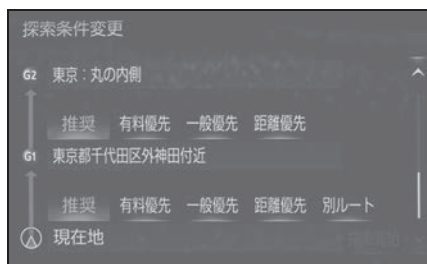 探索条件変更
G2 東京：丸の内側
推奨 有料優先 一般優先 距離優先
G1 東京都千代田区外神田付近
推奨 有料優先 一般優先 距離優先 別ルート
現在地